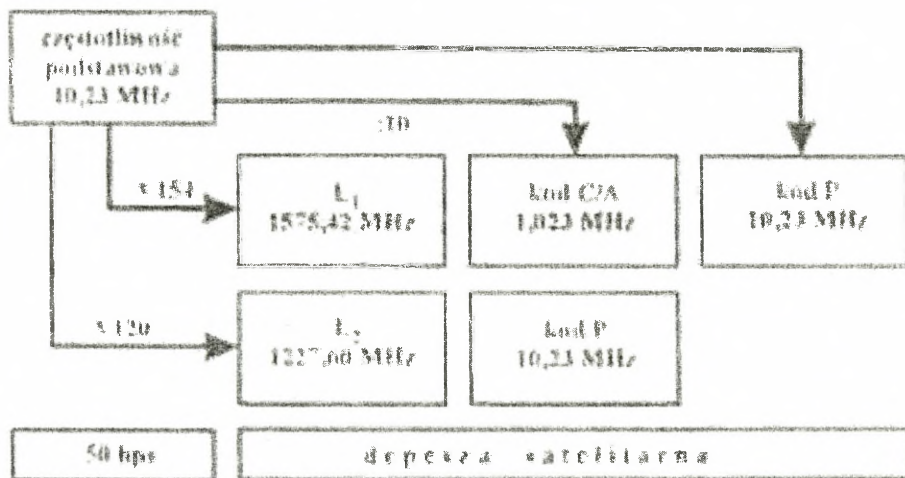 częstotliwość
podstawowa
10,23 MHz
:10
x 154
L1
1575,42 MHz
kod C/A
1,023 MHz
kod P
10,23 MHz
x 120
L2
1227,60 MHz
kod P
10,23 MHz
50 bps
depesza satelitarna